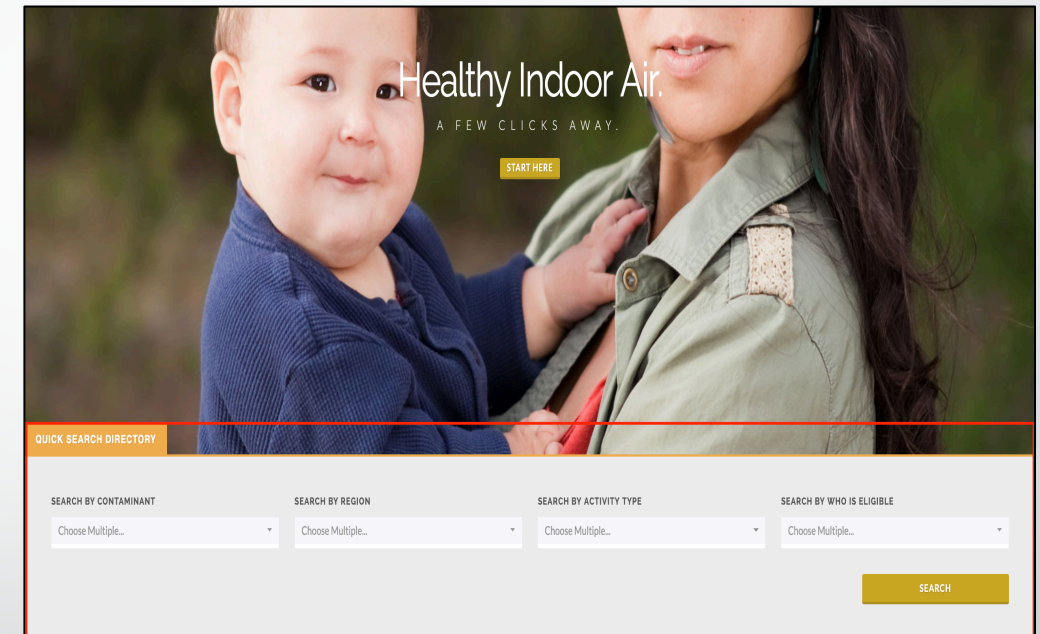 Healthy Indoor Air.
A FEW CLICKS AWAY.
START HERE
QUICK SEARCH DIRECTORY
SEARCH BY CONTAMINANT
SEARCH BY REGION
SEARCH BY ACTIVITY TYPE
SEARCH BY WHO IS ELIGIBLE
Choose Multiple...
Choose Multiple...
Choose Multiple...
Choose Multiple...
SEARCH